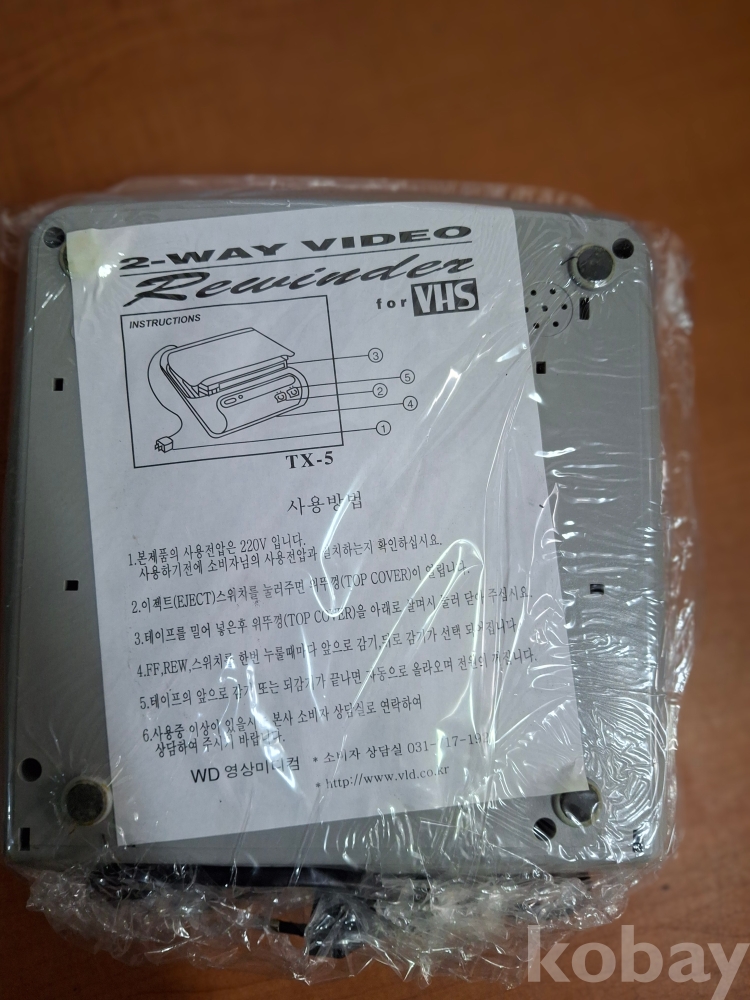 2-WAY VIDEO
Rewinder
for VHS
INSTRUCTIONS
3
5
2
4
1
TX-5
사용방법
1.본제품의 사용전압은 220V 입니다.
사용하기전에 소비자님의 사용전압과 일치하는지 확인하십시요.
2.이젝트(EJECT)스위치를 눌러주면 위뚜껑(TOP COVER)이 열립니다.
3.테이프를 밀어 넣은후 위뚜껑(TOP COVER)을 아래로 살며시 눌러 닫아 주십시요.
4.FF,REW,스위치를 한번 누를때마다 앞으로 감기,되로 감기가 선택 되어집니다
5.테이프의 앞으로 감기 또는 되감기가 끝나면 자동으로 올라오며 전원이 꺼집니다.
6.사용중 이상이 있을시 본사 소비자 상담실로 연락하여
상담하여 주시기 바랍니다.
WD 영상미디컴 * 소비자 상담실 031-717-192
* http://www.vld.co.kr
kobay